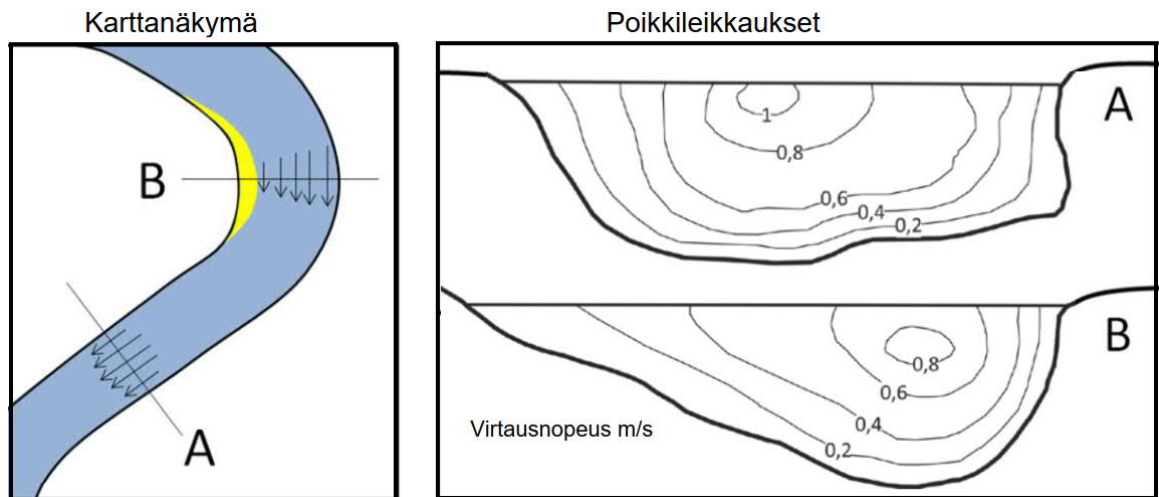 Karttanäkymä
B
A
Poikkileikkaukset
A
1
0,8
0,6
0,4
0,2
B
0,8
0,6
0,4
0,2
Virtausnopeus m/s